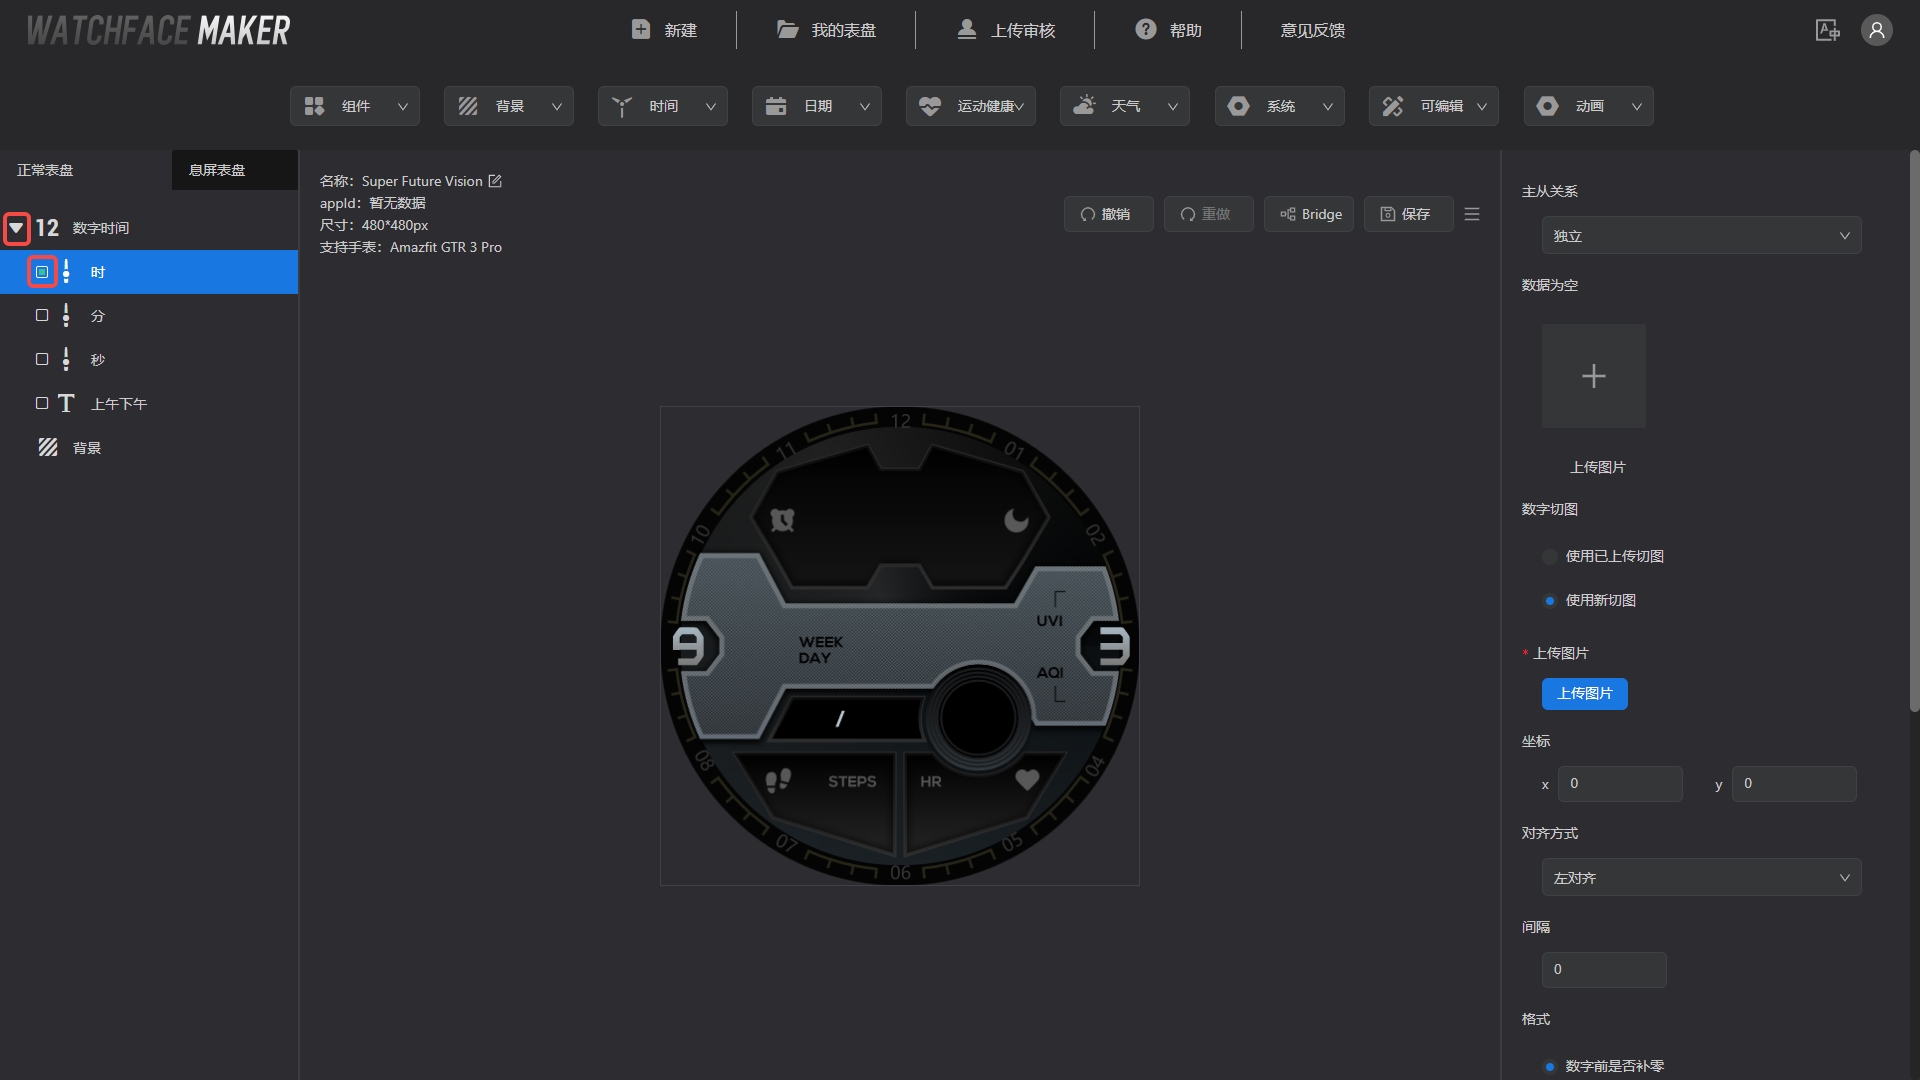 WATCHFACE MAKER
新建
我的表盘
上传审核
帮助
意见反馈
组件
背景
时间
日期
运动健康
天气
系统
可编辑
动画
正常表盘
息屏表盘
12 数字时间
时
分
秒
T 上午下午
背景
名称：Super Future Vision
appId：暂无数据
尺寸：480*480px
支持手表：Amazfit GTR 3 Pro
撤销
重做
Bridge
保存
12
11
01
10
02
UVI
9
WEEK
DAY
3
AQI
/
08
04
STEPS
HR
07
05
06
主从关系
独立
数据为空
上传图片
数字切图
使用已上传切图
使用新切图
* 上传图片
上传图片
坐标
x 0 y 0
对齐方式
左对齐
间隔
0
格式
数字前是否补零